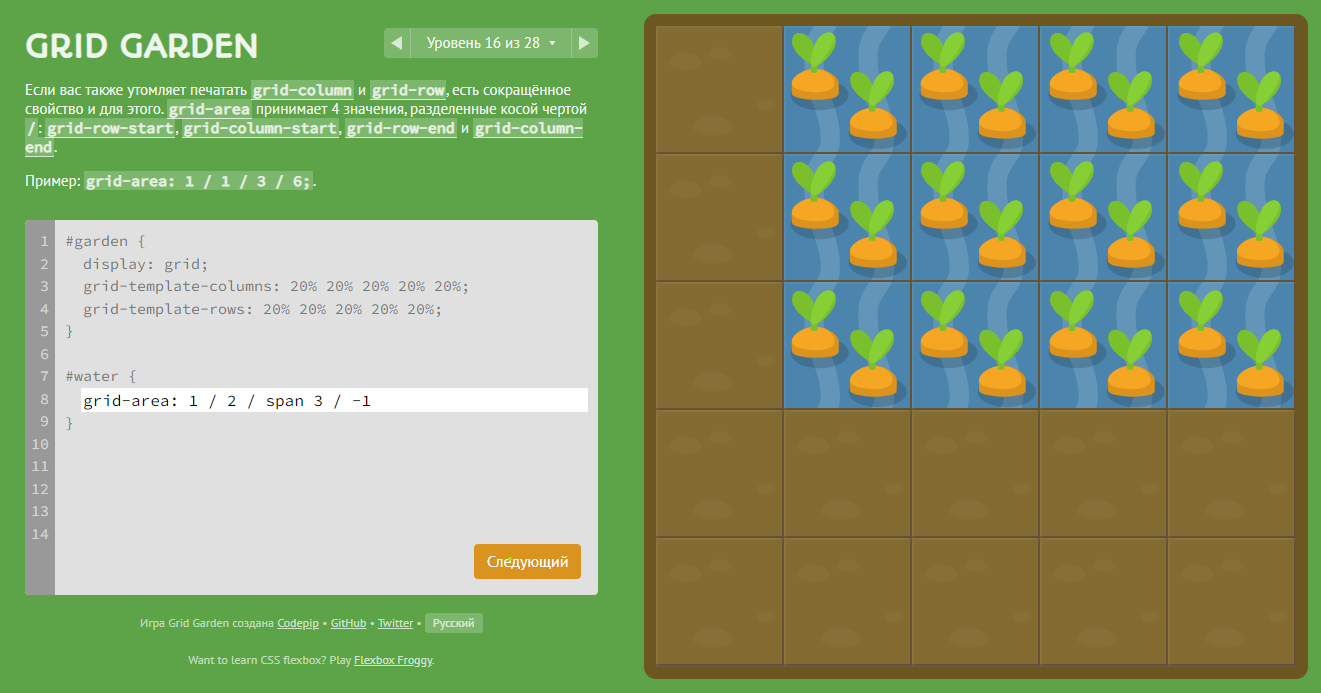 GRID GARDEN
Уровень 16 из 28
Если вас также утомляет печатать grid-column и grid-row, есть сокращённое
свойство и для этого. grid-area принимает 4 значения, разделенные косой чертой
/: grid-row-start, grid-column-start, grid-row-end и grid-column-
end.
Пример: grid-area: 1 / 1 / 3 / 6;.
1 #garden {
2 display: grid;
3 grid-template-columns: 20% 20% 20% 20% 20%;
4 grid-template-rows: 20% 20% 20% 20% 20%;
5 }
6
7 #water {
8 grid-area: 1 / 2 / span 3 / -1
9 }
10
11
12
13
14
Следующий
Игра Grid Garden создана Codepip • GitHub • Twitter • Русский
Want to learn CSS flexbox? Play Flexbox Froggy.